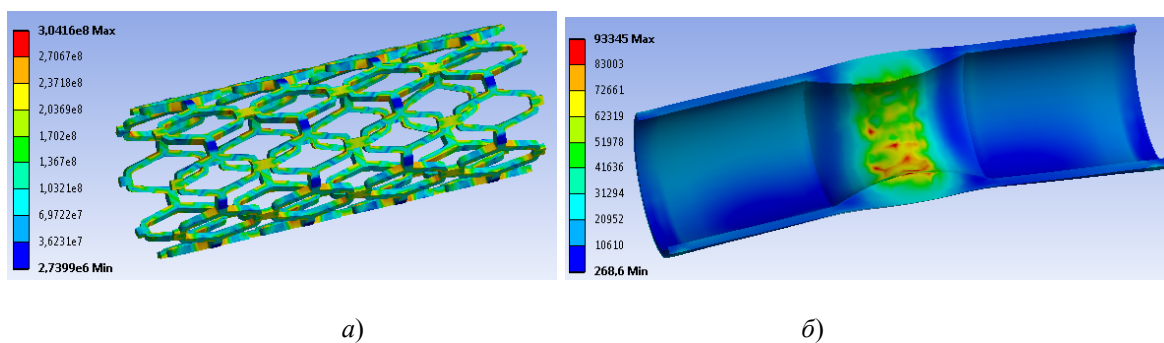 3,0416e8 Max
2,7067e8
2,3718e8
2,0369e8
1,702e8
1,367e8
1,0321e8
6,9722e7
3,6231e7
2,7399e6 Min
93345 Max
83003
72661
62319
51978
41636
31294
20952
10610
268,6 Min
а)
б)